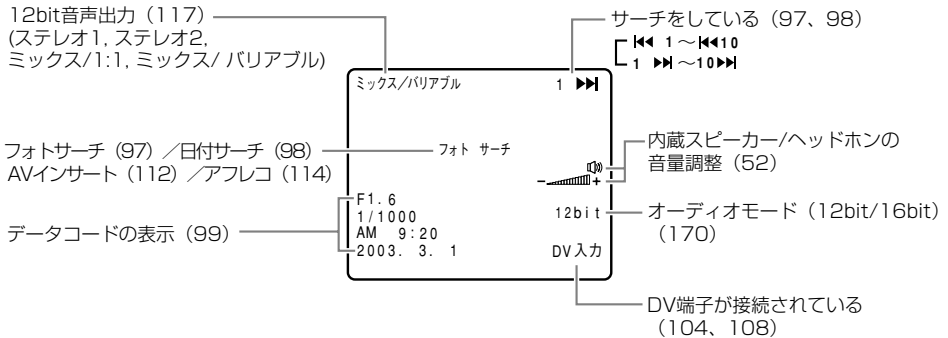 12bit音声出力（117）
(ステレオ1, ステレオ2,
ミックス/1:1, ミックス/ バリアブル)
サーチをしている（97、98）
⏮ 1～⏮10
1 ⏭～10⏭
ミックス／バリアブル
1 ⏭
フォトサーチ（97）／日付サーチ（98）
AVインサート（112）／アフレコ（114）
フォト サーチ
内蔵スピーカー/ヘッドホンの
音量調整（52）
− +
データコードの表示（99）
F1.6
1/1000
AM 9:20
2003. 3. 1
12bit
オーディオモード（12bit/16bit）
（170）
DV入力
DV端子が接続されている
（104、108）